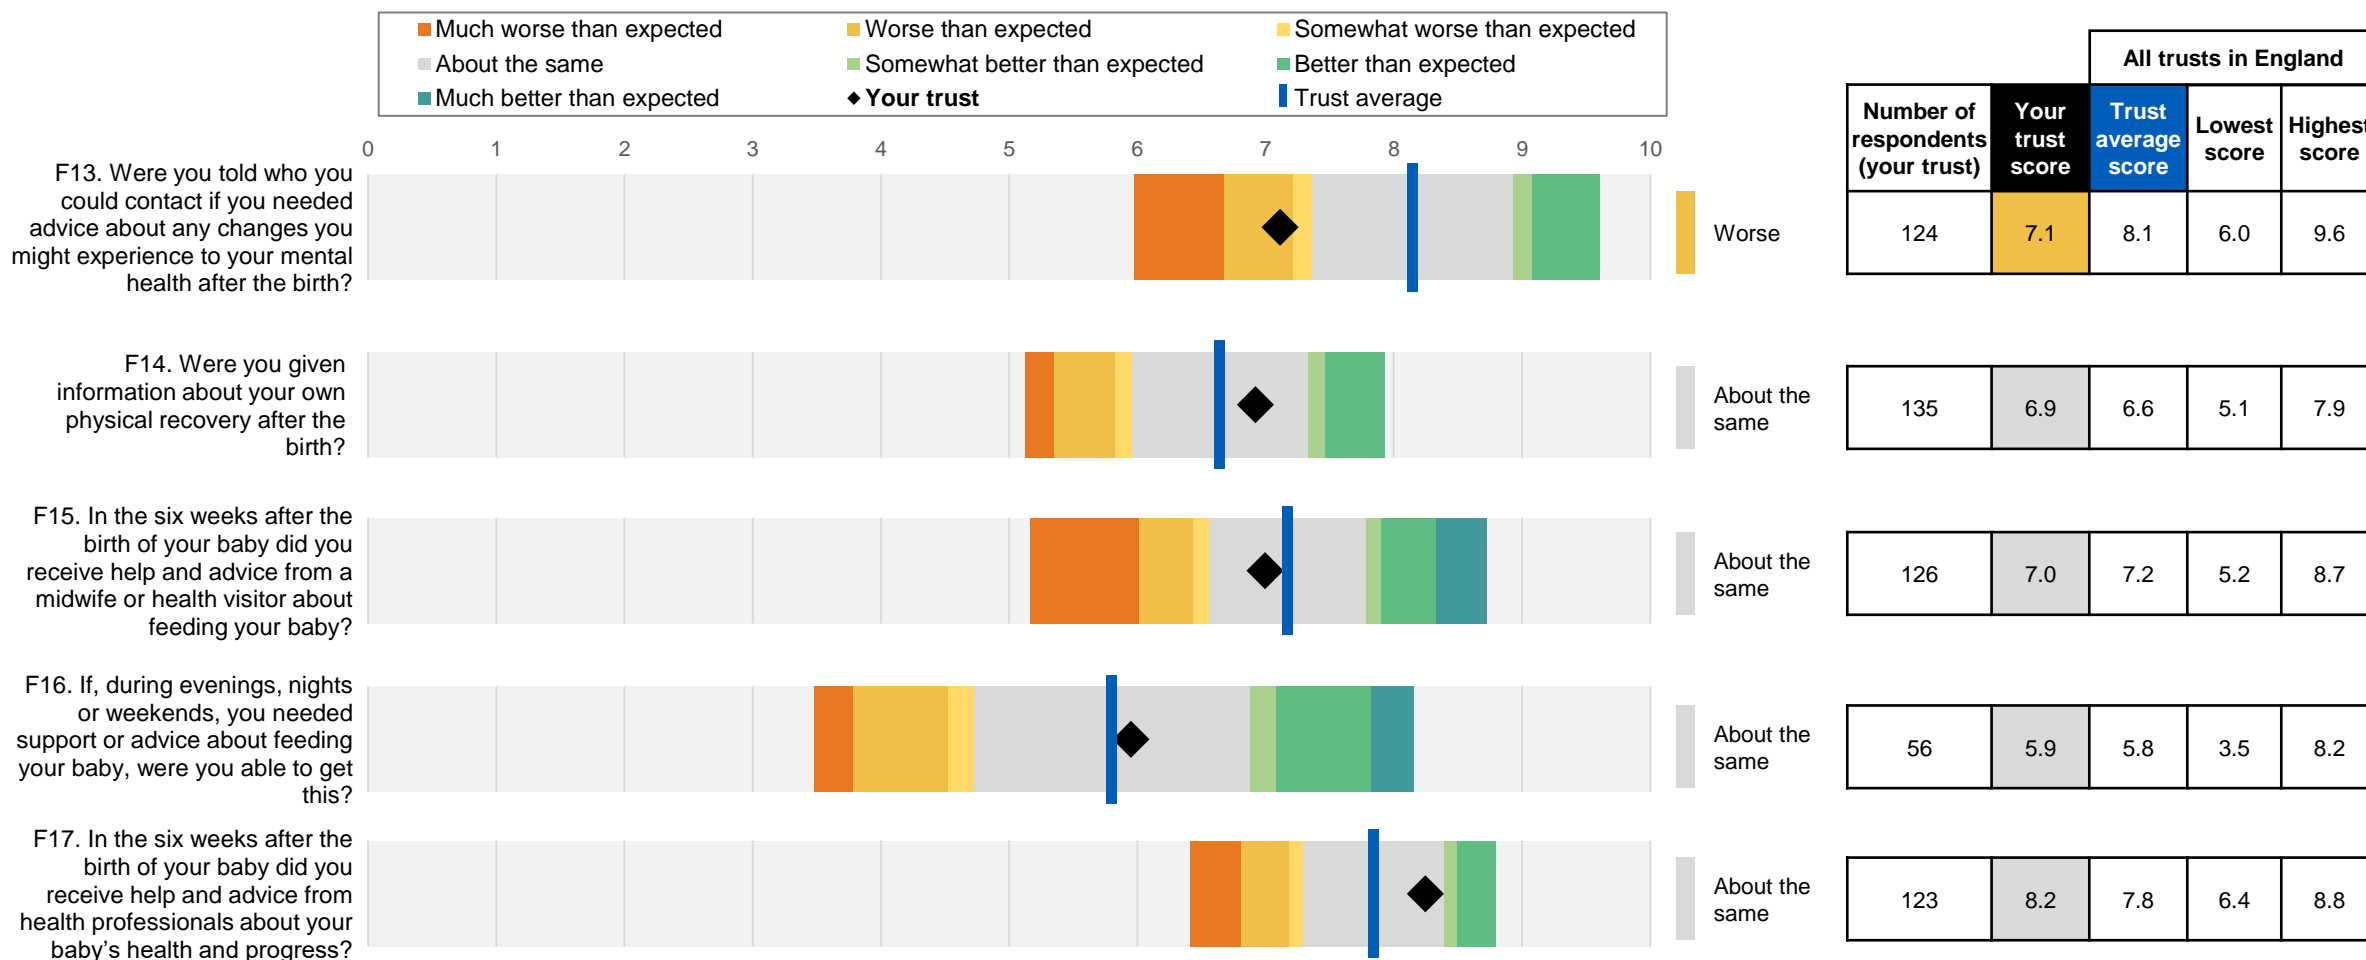 Much worse than expected
Worse than expected
Somewhat worse than expected
About the same
Somewhat better than expected
Better than expected
Much better than expected
Your trust
Trust average
All trusts in England
Number of
respondents
(your trust)
Your
trust
score
Trust
average
score
Lowest
score
Highest
score
0 1 2 3 4 5 6 7 8 9 10
F13. Were you told who you
could contact if you needed
advice about any changes you
might experience to your mental
health after the birth?
Worse
124 7.1 8.1 6.0 9.6
F14. Were you given
information about your own
physical recovery after the
birth?
About the
same
135 6.9 6.6 5.1 7.9
F15. In the six weeks after the
birth of your baby did you
receive help and advice from a
midwife or health visitor about
feeding your baby?
About the
same
126 7.0 7.2 5.2 8.7
F16. If, during evenings, nights
or weekends, you needed
support or advice about feeding
your baby, were you able to get
this?
About the
same
56 5.9 5.8 3.5 8.2
F17. In the six weeks after the
birth of your baby did you
receive help and advice from
health professionals about your
baby’s health and progress?
About the
same
123 8.2 7.8 6.4 8.8